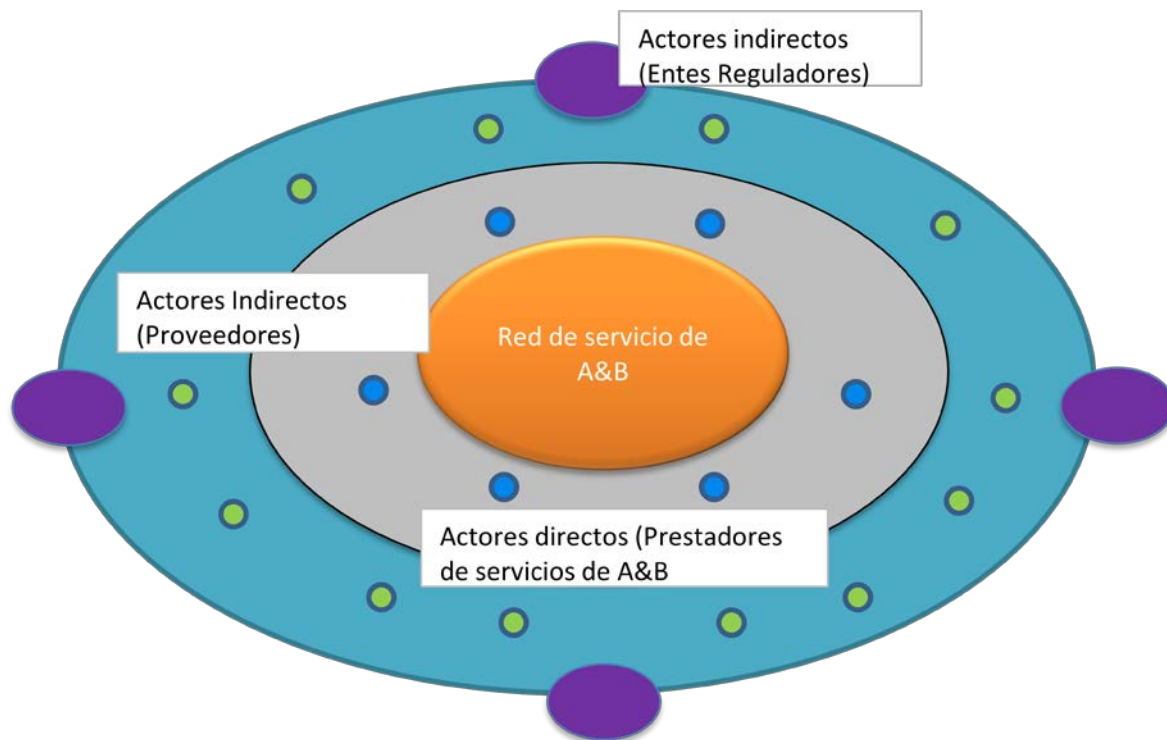 Actores indirectos
(Entes Reguladores)
Actores Indirectos
(Proveedores)
Red de servicio de
A&B
Actores directos (Prestadores
de servicios de A&B